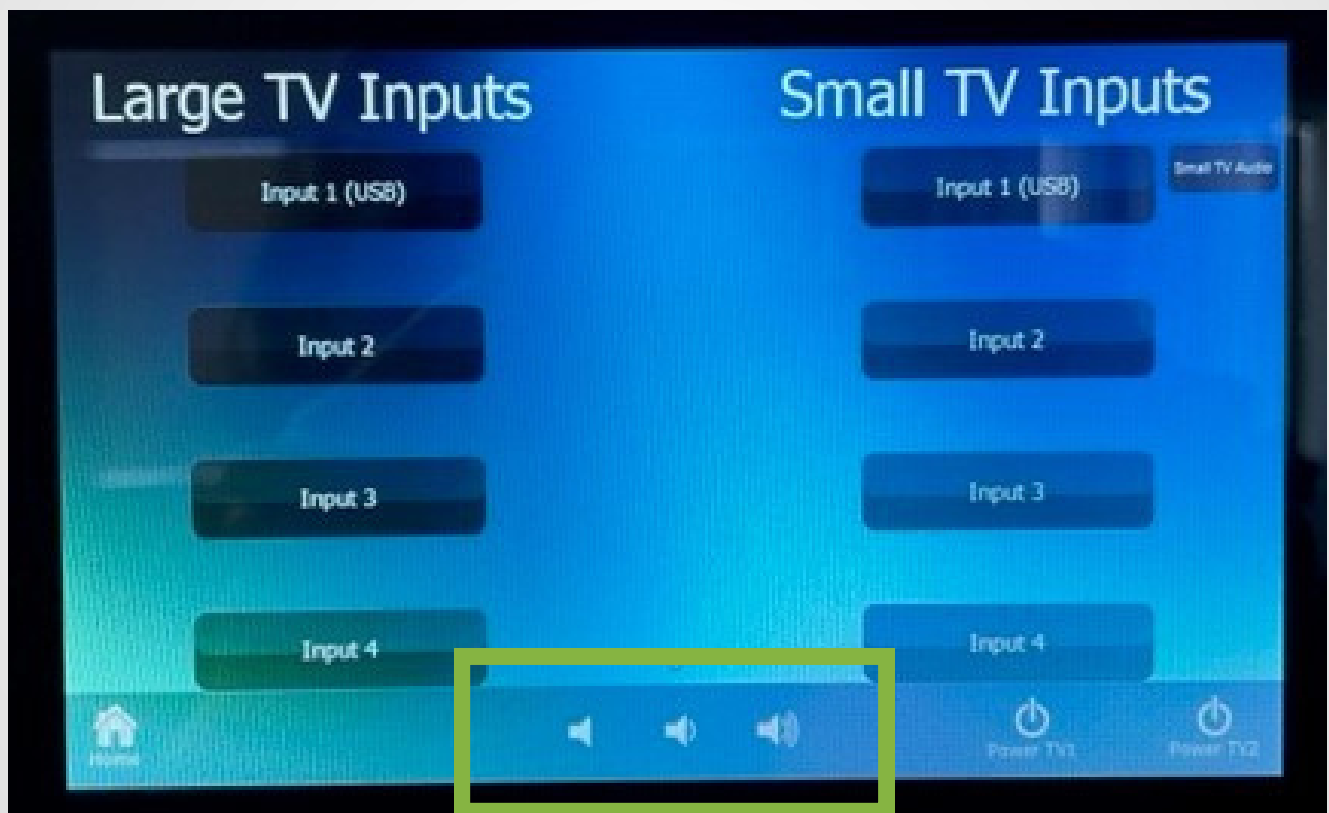 Large TV Inputs
Small TV Inputs
Input 1 (USB)
Input 1 (USB)
Small TV Audio
Input 2
Input 2
Input 3
Input 3
Input 4
Input 4
Home
Power TV1
Power TV2